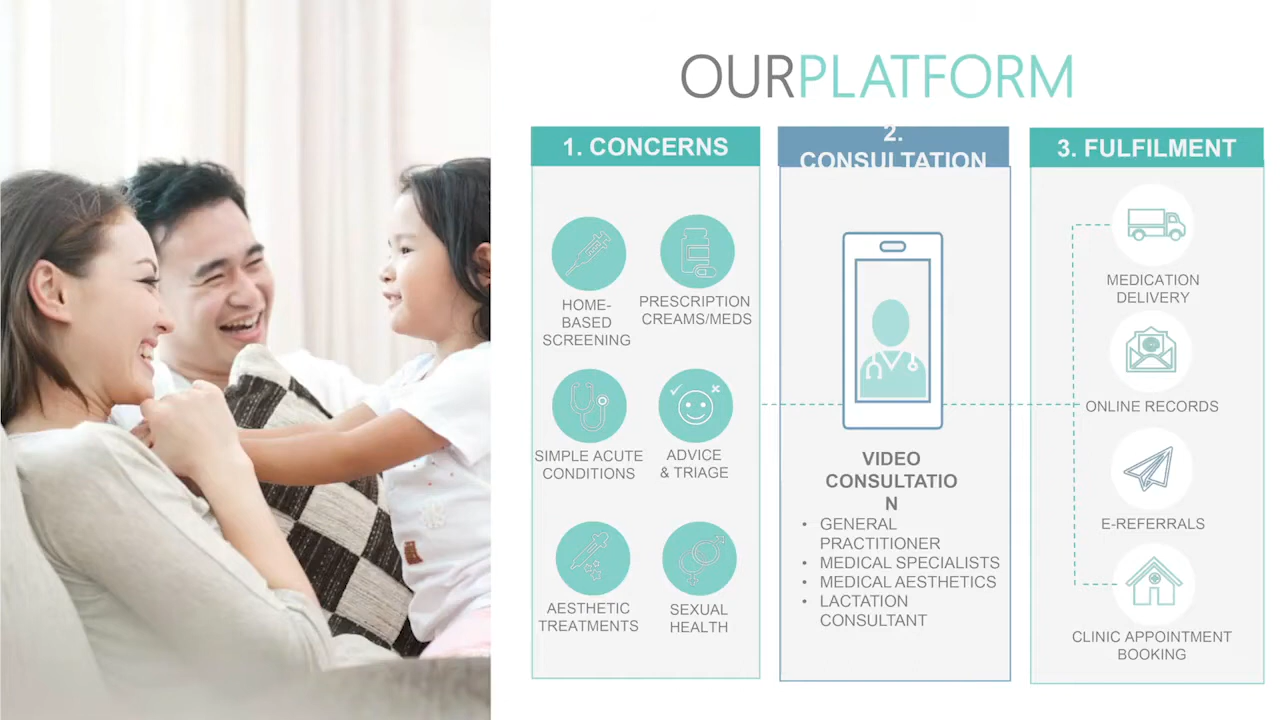 OURPLATFORM
1. CONCERNS
HOME-
BASED
SCREENING
PRESCRIPTION
CREAMS/MEDS
SIMPLE ACUTE
CONDITIONS
ADVICE
& TRIAGE
AESTHETIC
TREATMENTS
SEXUAL
HEALTH
2.
CONSULTATION
VIDEO
CONSULTATIO
N
• GENERAL
PRACTITIONER
• MEDICAL SPECIALISTS
• MEDICAL AESTHETICS
• LACTATION
CONSULTANT
3. FULFILMENT
MEDICATION
DELIVERY
ONLINE RECORDS
E-REFERRALS
CLINIC APPOINTMENT
BOOKING